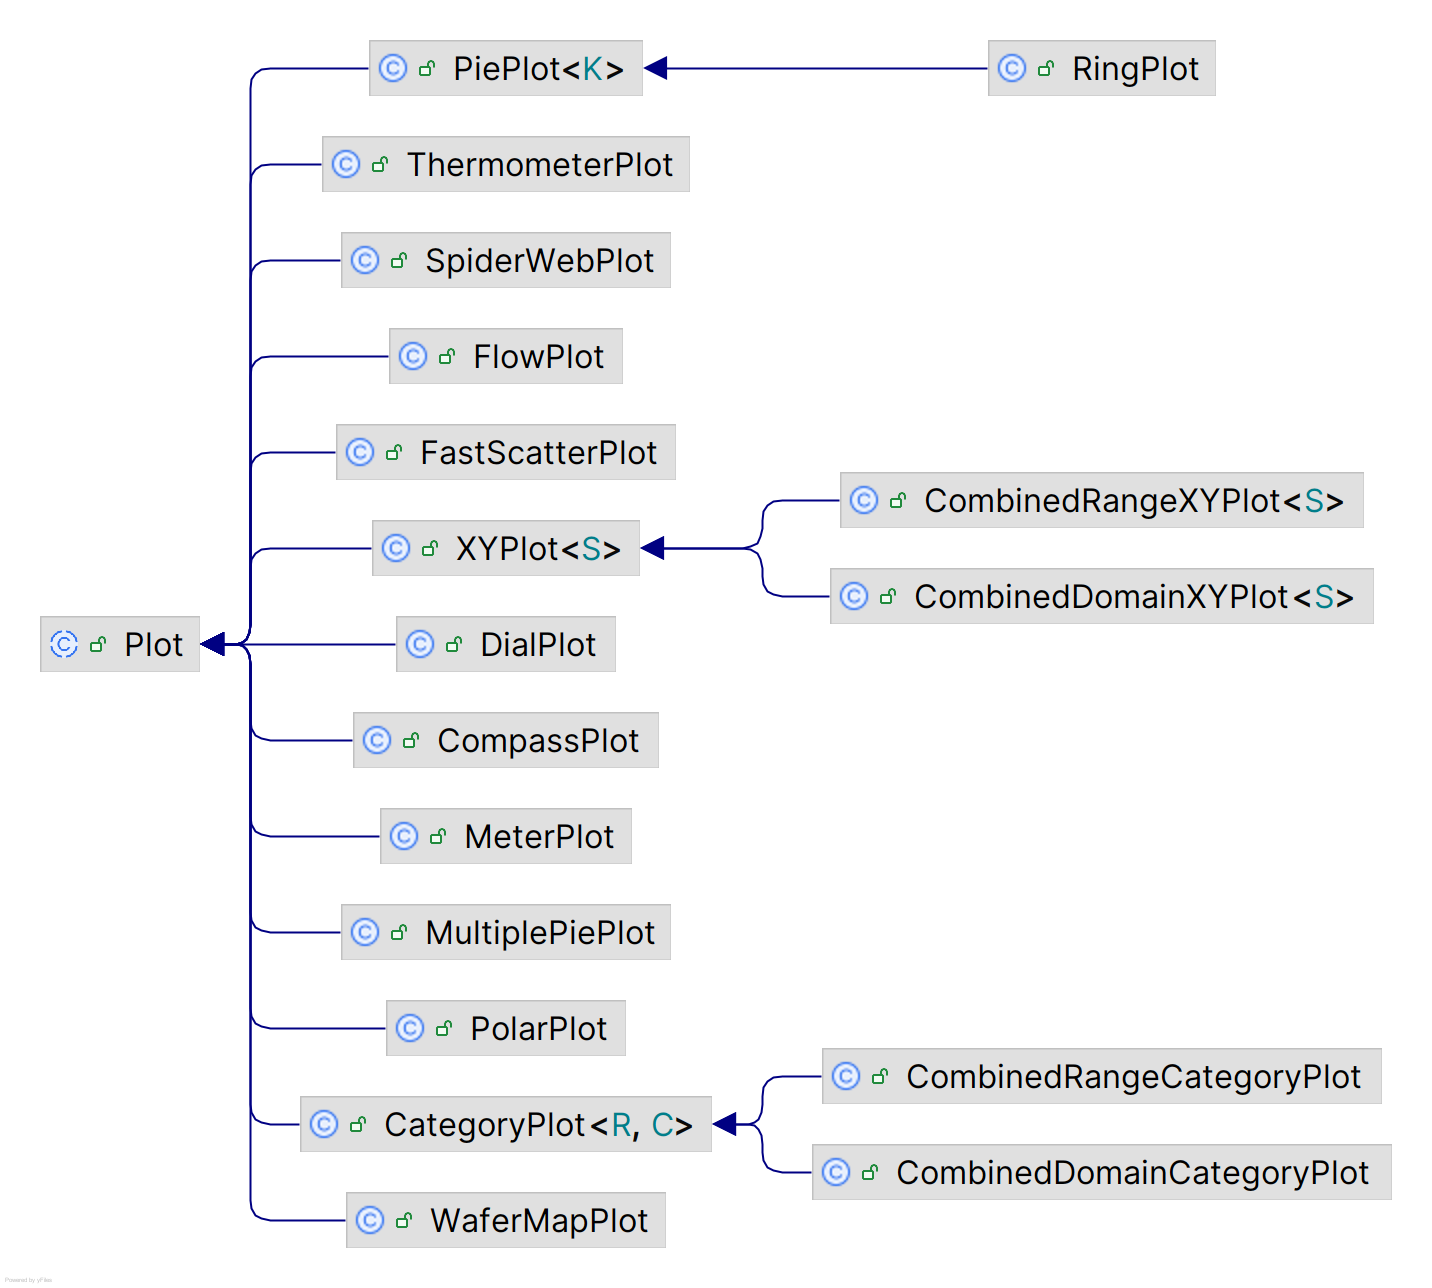 PiePlot<K>
RingPlot
ThermometerPlot
SpiderWebPlot
FlowPlot
FastScatterPlot
CombinedRangeXYPlot<S>
XYPlot<S>
CombinedDomainXYPlot<S>
Plot
DialPlot
CompassPlot
MeterPlot
MultiplePiePlot
PolarPlot
CombinedRangeCategoryPlot
CategoryPlot<R, C>
CombinedDomainCategoryPlot
WaferMapPlot
Powered by yFiles